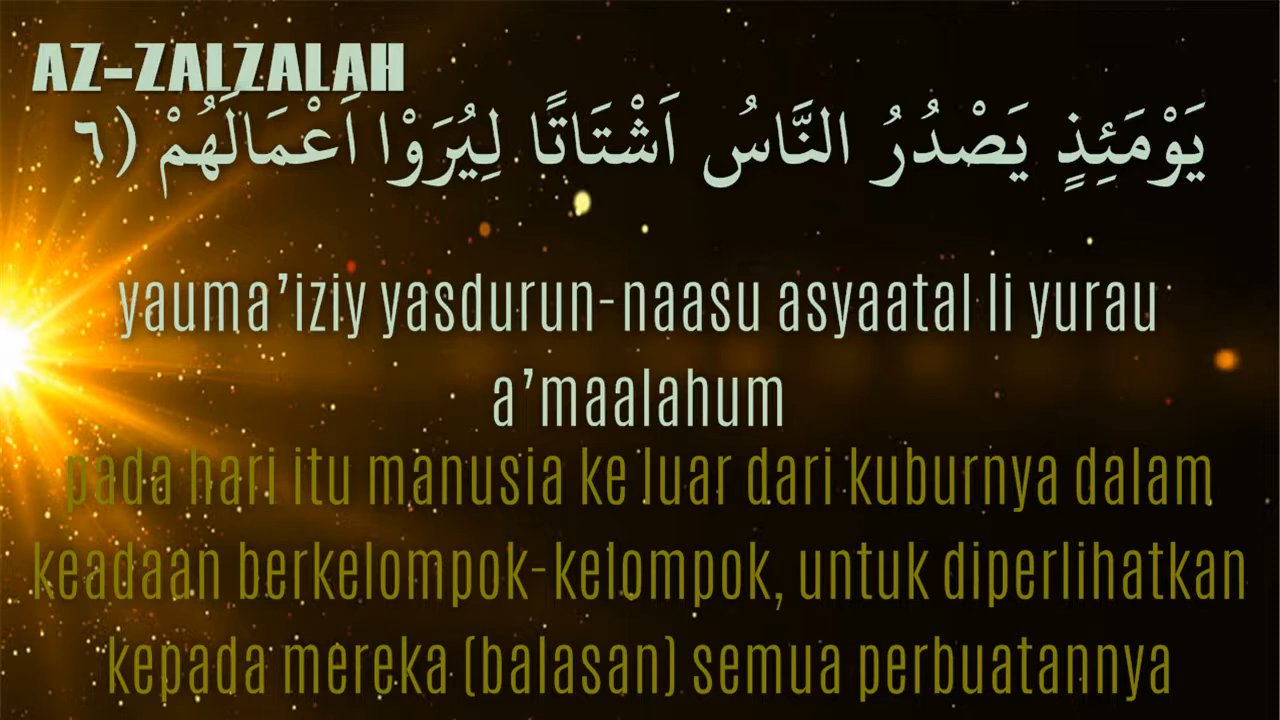 AZ-ZALZALAH
يَوْمَئِذٍ يَصْدُرُ النَّاسُ اَشْتَاتًا لِيُرَوْا اَعْمَالَهُمْ (٦
yauma’iziy yasdurun-naasu asyaatal li yurau
a’maalahum
pada hari itu manusia ke luar dari kuburnya dalam
keadaan berkelompok-kelompok, untuk diperlihatkan
kepada mereka (balasan) semua perbuatannya